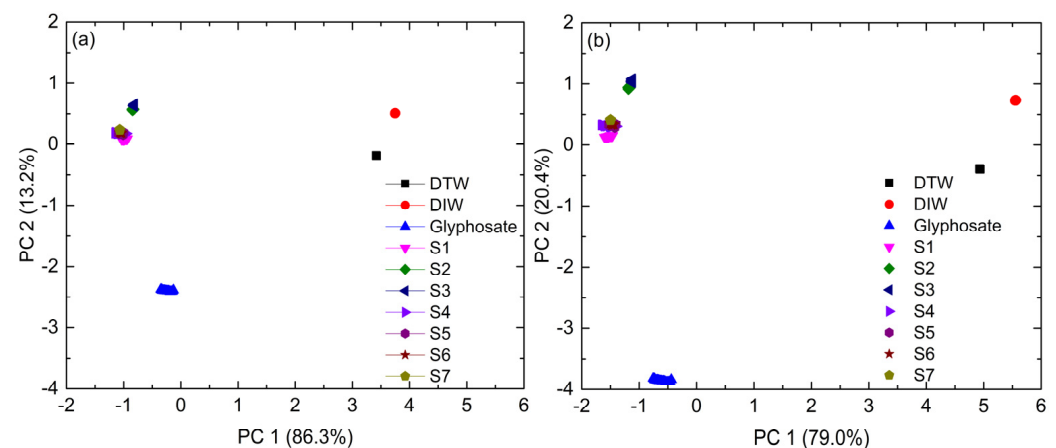 (a)
2
1
0
-1
-2
-3
-4
PC 2 (13.2%)
-2 -1 0 1 2 3 4 5 6
PC 1 (86.3%)
DTW
DIW
Glyphosate
S1
S2
S3
S4
S5
S6
S7
(b)
2
1
0
-1
-2
-3
-4
PC 2 (20.4%)
-2 -1 0 1 2 3 4 5 6
PC 1 (79.0%)
DTW
DIW
Glyphosate
S1
S2
S3
S4
S5
S6
S7